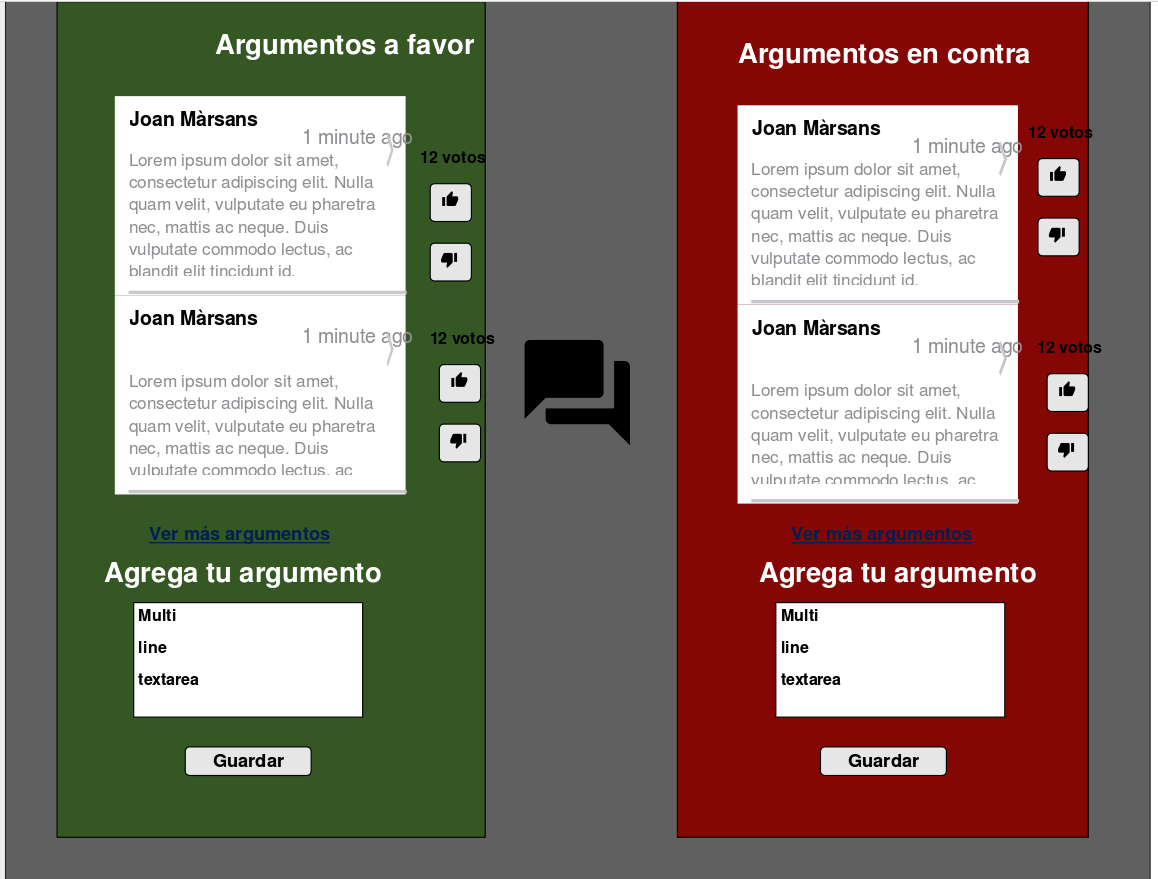 Argumentos a favor
Joan Màrsans
1 minute ago
Lorem ipsum dolor sit amet,
consectetur adipiscing elit. Nulla
quam velit, vulputate eu pharetra
nec, mattis ac neque. Duis
vulputate commodo lectus, ac
blandit elit tincidunt id.
12 votos
Joan Màrsans
1 minute ago
Lorem ipsum dolor sit amet,
consectetur adipiscing elit. Nulla
quam velit, vulputate eu pharetra
nec, mattis ac neque. Duis
vulputate commodo lectus, ac
12 votos
Ver más argumentos
Agrega tu argumento
Multi
line
textarea
Guardar
Argumentos en contra
Joan Màrsans
1 minute ago
Lorem ipsum dolor sit amet,
consectetur adipiscing elit. Nulla
quam velit, vulputate eu pharetra
nec, mattis ac neque. Duis
vulputate commodo lectus, ac
blandit elit tincidunt id.
12 votos
Joan Màrsans
1 minute ago
Lorem ipsum dolor sit amet,
consectetur adipiscing elit. Nulla
quam velit, vulputate eu pharetra
nec, mattis ac neque. Duis
vulputate commodo lectus, ac
12 votos
Ver más argumentos
Agrega tu argumento
Multi
line
textarea
Guardar